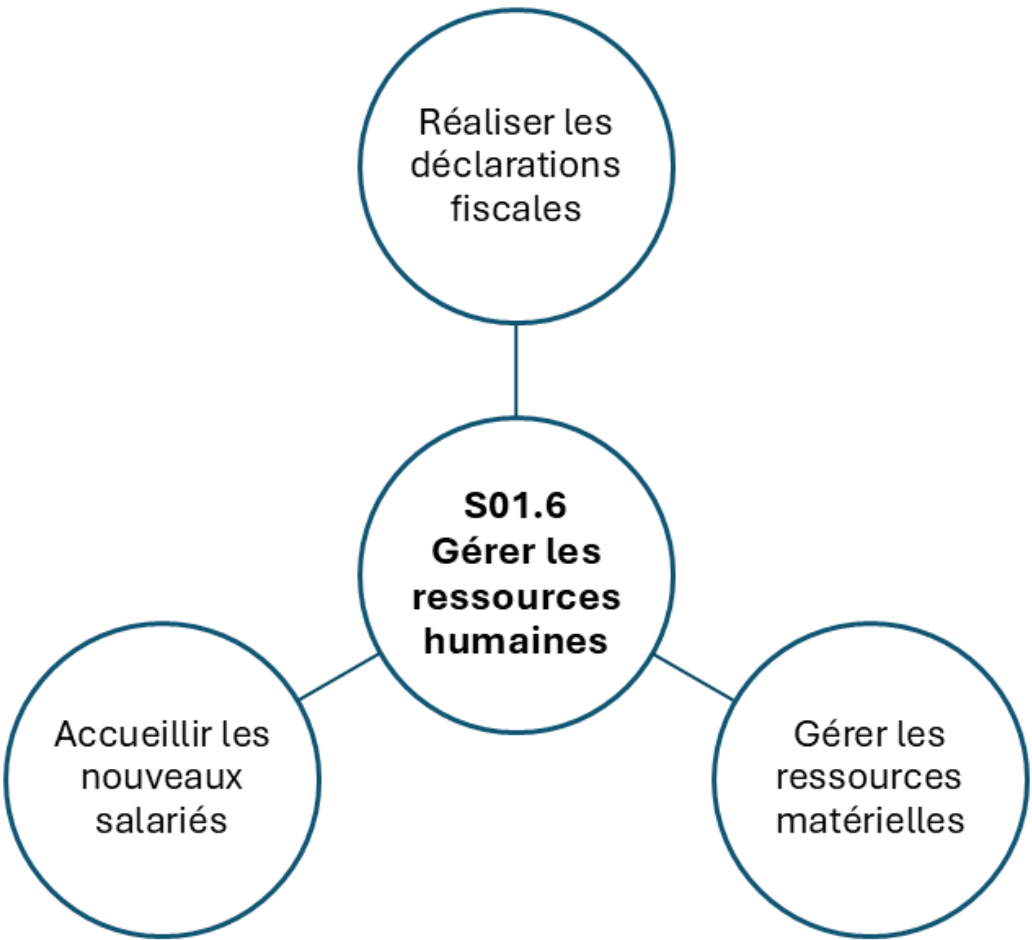 Réaliser les
déclarations
fiscales
S01.6
Gérer les
ressources
humaines
Accueillir les
nouveaux
salariés
Gérer les
ressources
matérielles